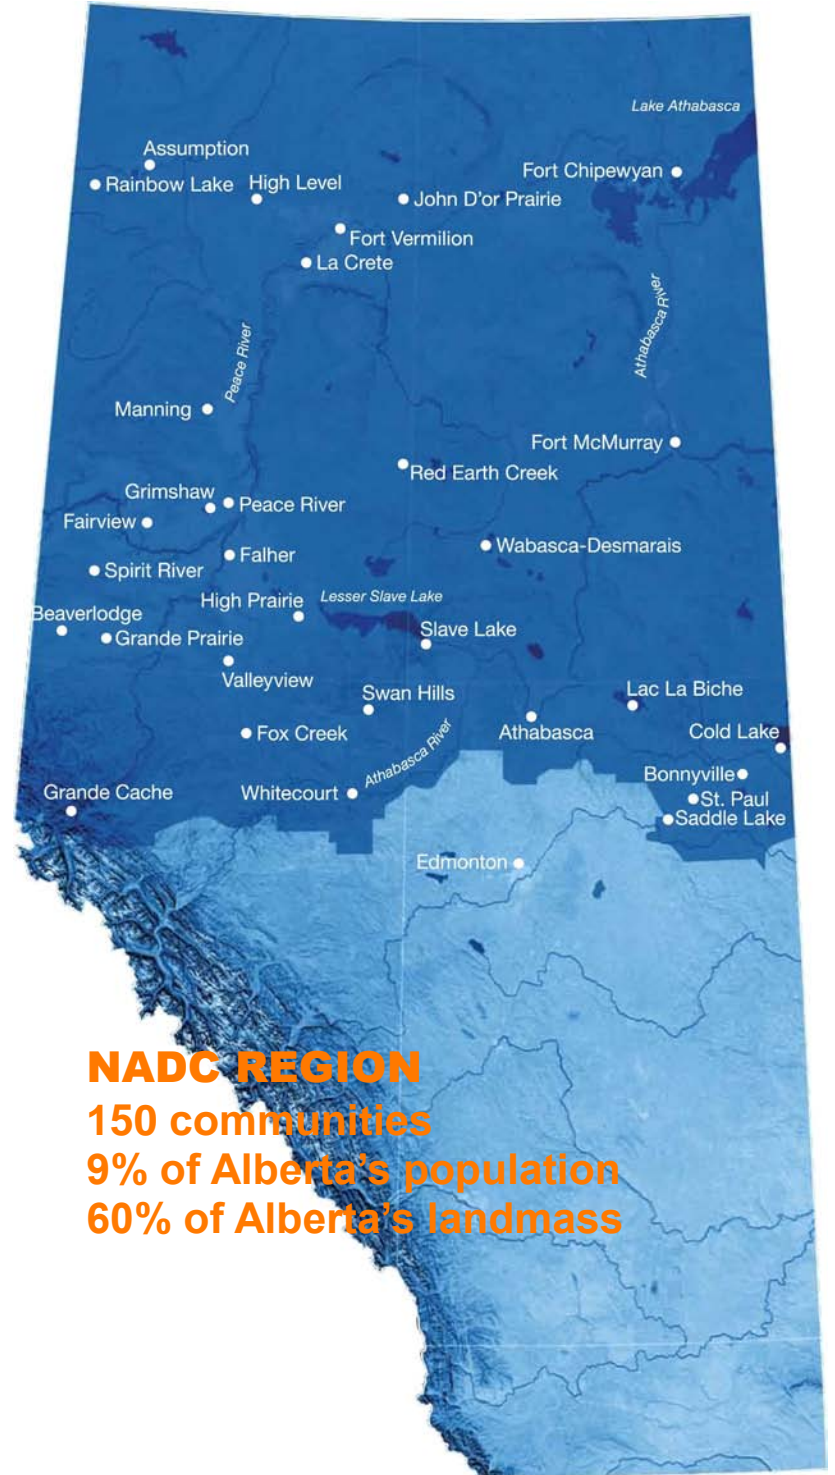 Lake Athabasca
Assumption
Fort Chipewyan
Rainbow Lake
High Level
John D'or Prairie
Fort Vermilion
La Crete
Athabasca River
Peace River
Manning
Fort McMurray
Red Earth Creek
Grimshaw
Peace River
Fairview
Wabasca-Desmarais
Falher
Spirit River
High Prairie
Lesser Slave Lake
Beaverlodge
Slave Lake
Grande Prairie
Valleyview
Swan Hills
Lac La Biche
Fox Creek
Athabasca River
Athabasca
Cold Lake
Bonnyville
Grande Cache
Whitecourt
St. Paul
Saddle Lake
Edmonton
NADC REGION
150 communities
9% of Alberta's population
60% of Alberta's landmass